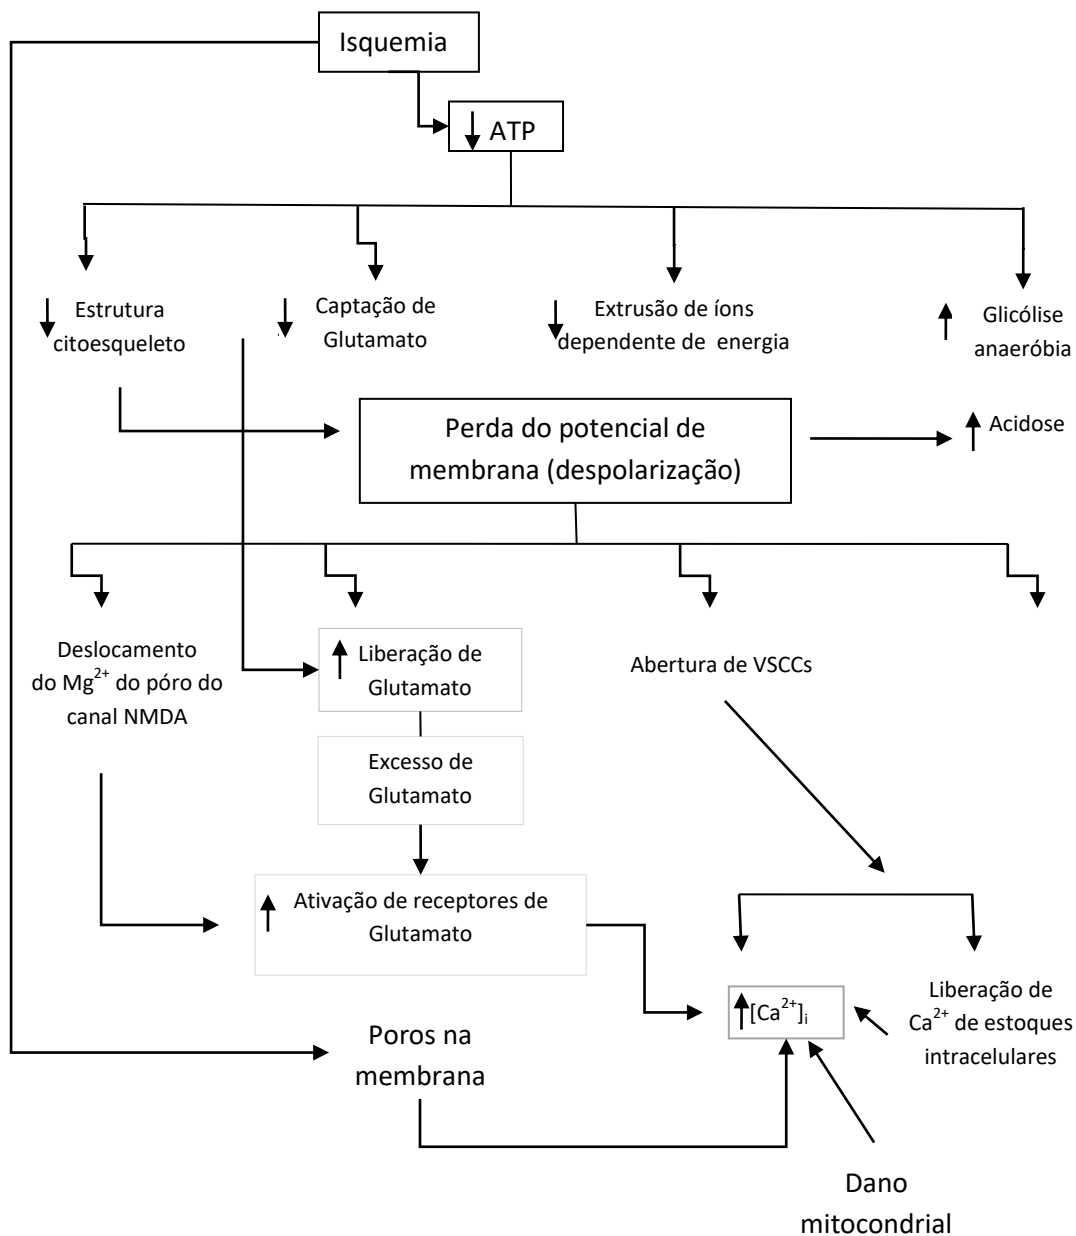 Isquemia
ATP
Estrutura
citoesqueleto
Captação de
Glutamato
Extrusão de íons
dependente de energia
Glicólise
anaeróbia
Perda do potencial de
membrana (despolarização)
Acidose
Deslocamento
do Mg²⁺ do póro do
canal NMDA
Liberação de
Glutamato
Abertura de VSCCs
Excesso de
Glutamato
Ativação de receptores de
Glutamato
[Ca²⁺]ᵢ
Liberação de
Ca²⁺ de estoques
intracelulares
Poros na
membrana
Dano
mitocondrial